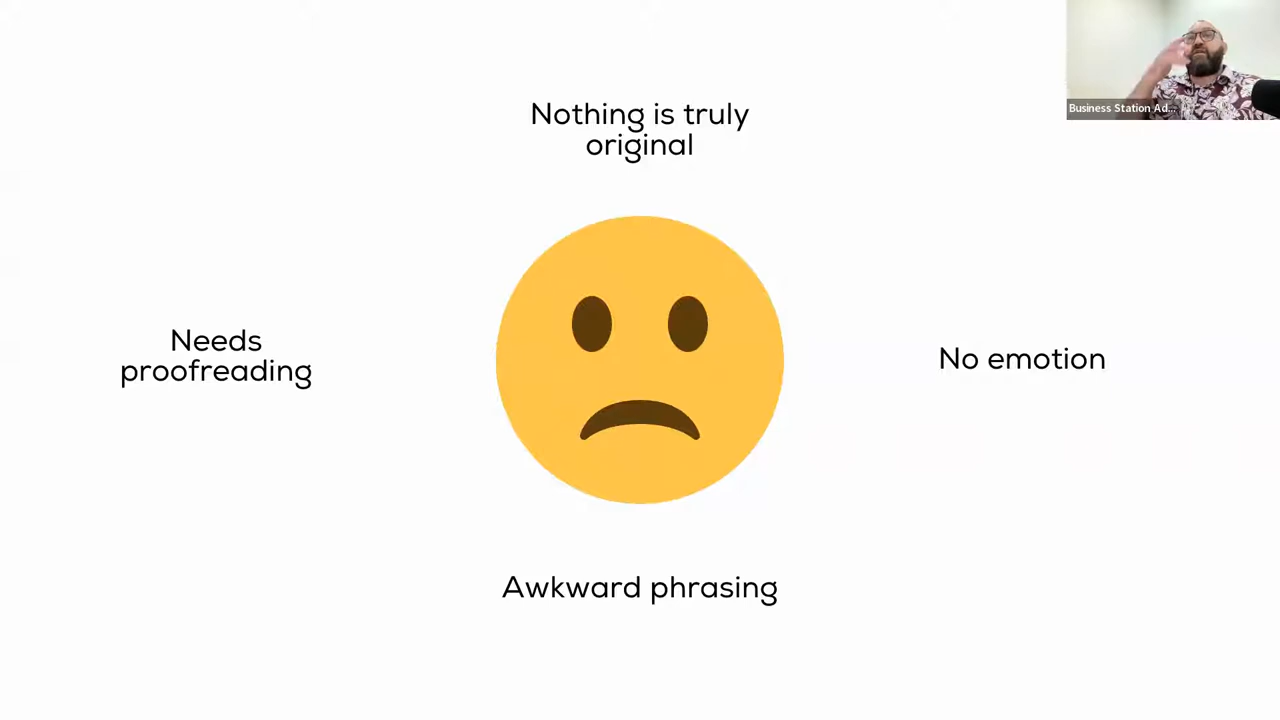 Nothing is truly
original
Business Station Ad...
Needs
proofreading
No emotion
Awkward phrasing